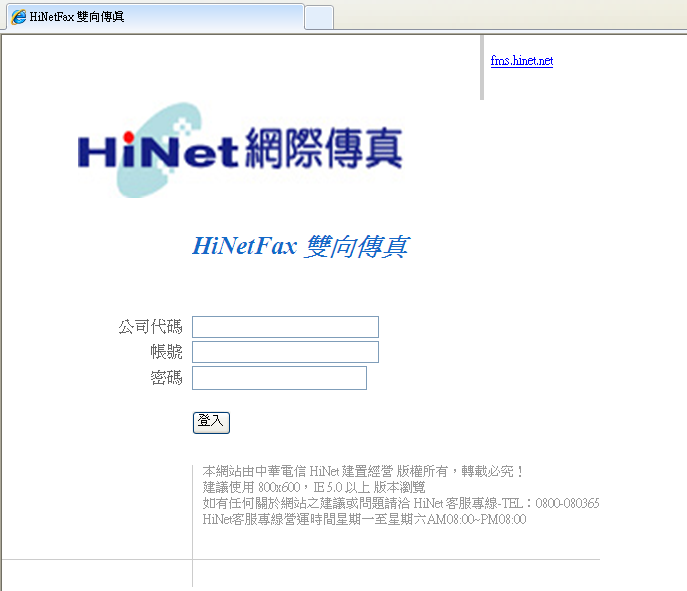 HiNetFax 雙向傳真
fms.hinet.net
HiNet 網際傳真
HiNetFax 雙向傳真
公司代碼
帳號
密碼
登入
本網站由中華電信 HiNet 建置經營 版權所有，轉載必究！
建議使用 800x600，IE 5.0 以上 版本瀏覽
如有任何關於網站之建議或問題請洽 HiNet 客服專線-TEL：0800-080365
HiNet客服專線營運時間星期一至星期六AM08:00~PM08:00